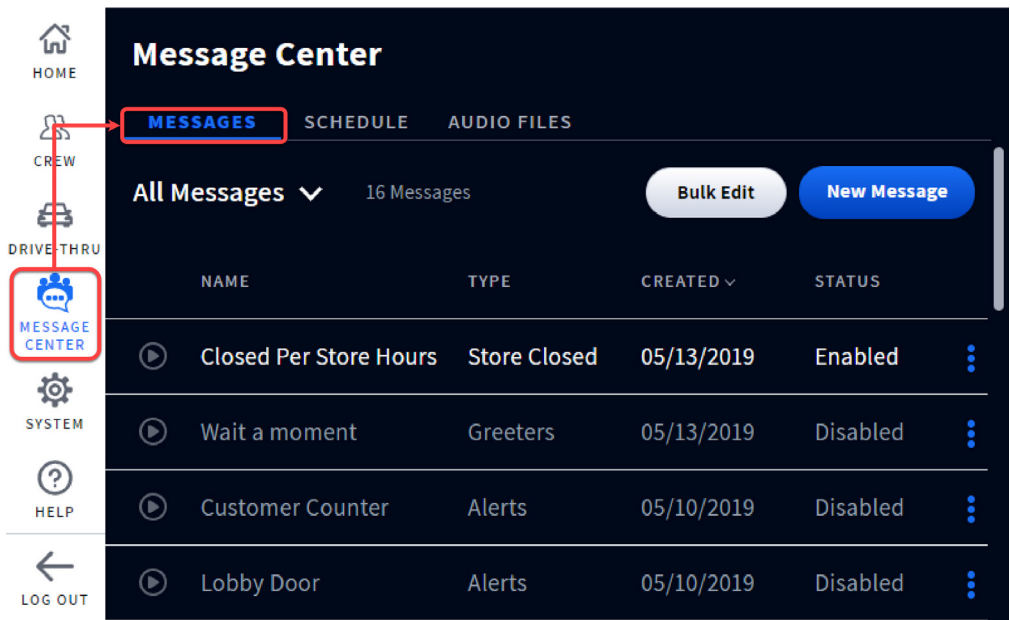 HOME
CREW
DRIVE-THRU
MESSAGE
CENTER
SYSTEM
HELP
LOG OUT
Message Center
MESSAGES SCHEDULE AUDIO FILES
All Messages 16 Messages Bulk Edit New Message
NAME TYPE CREATED STATUS
Closed Per Store Hours Store Closed 05/13/2019 Enabled
Wait a moment Greeters 05/13/2019 Disabled
Customer Counter Alerts 05/10/2019 Disabled
Lobby Door Alerts 05/10/2019 Disabled